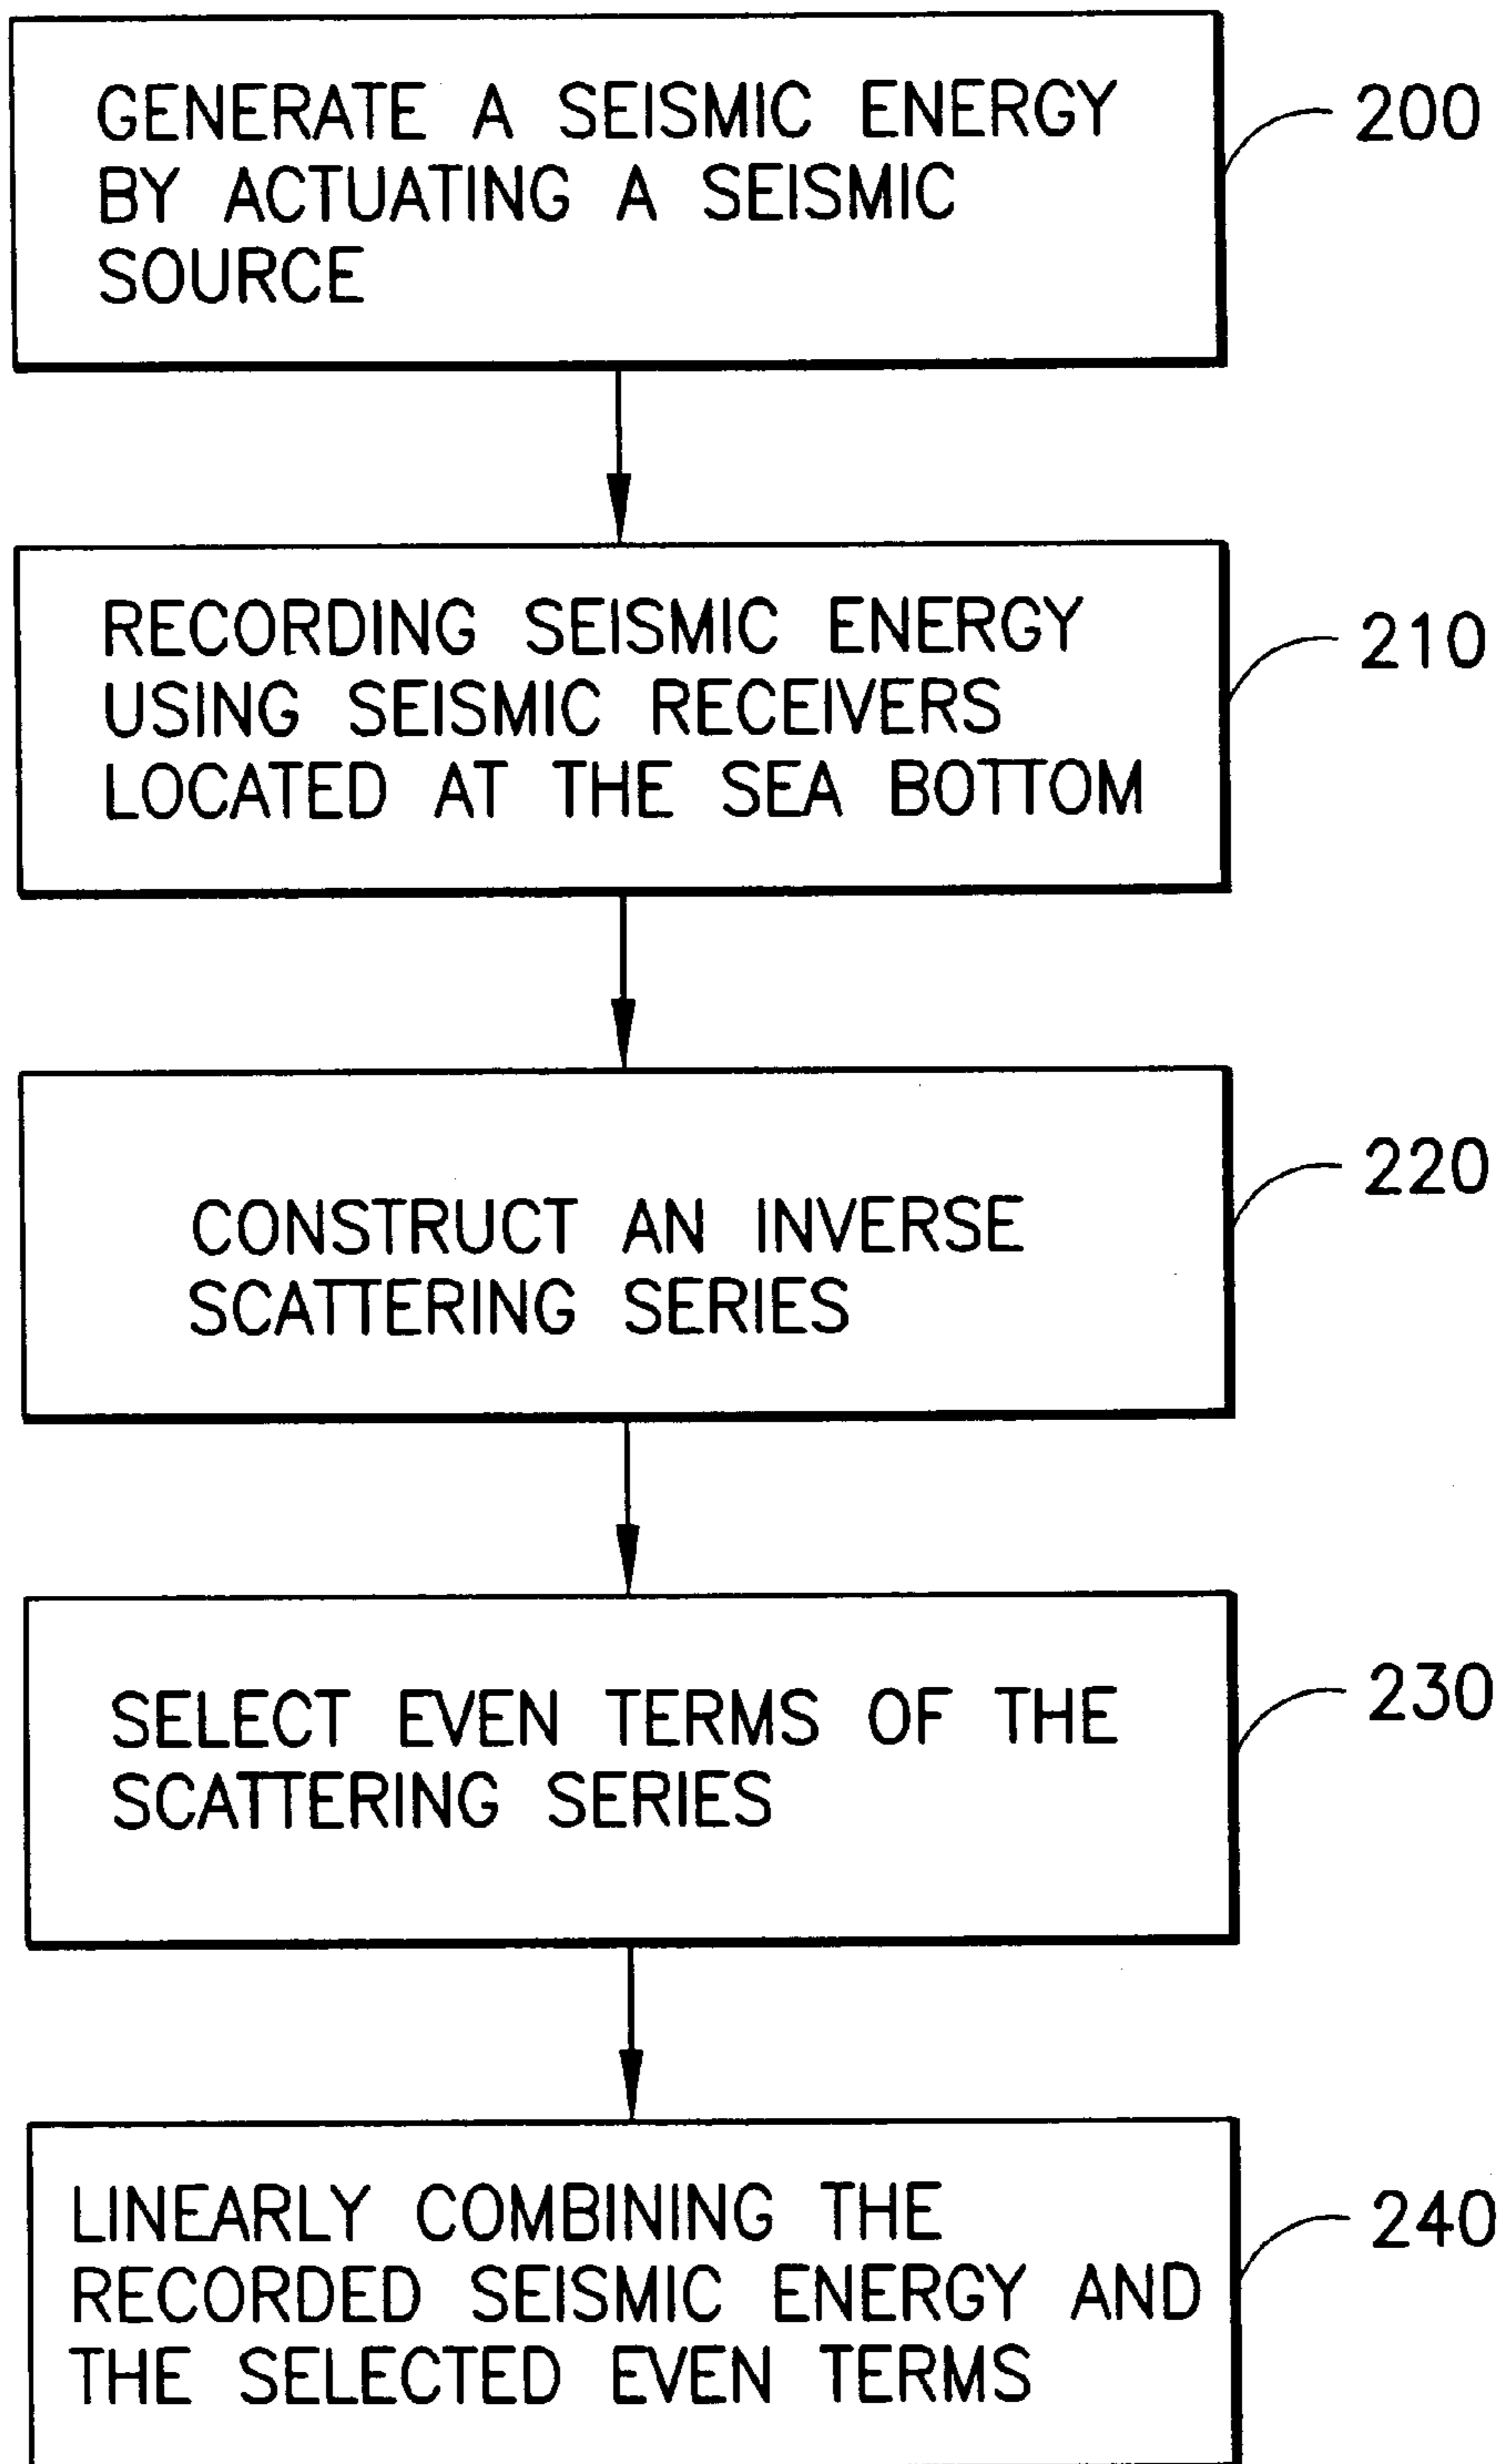 GENERATE A SEISMIC ENERGY
BY ACTUATING A SEISMIC
SOURCE
200
RECORDING SEISMIC ENERGY
USING SEISMIC RECEIVERS
LOCATED AT THE SEA BOTTOM
210
CONSTRUCT AN INVERSE
SCATTERING SERIES
220
SELECT EVEN TERMS OF THE
SCATTERING SERIES
230
LINEARLY COMBINING THE
RECORDED SEISMIC ENERGY AND
THE SELECTED EVEN TERMS
240